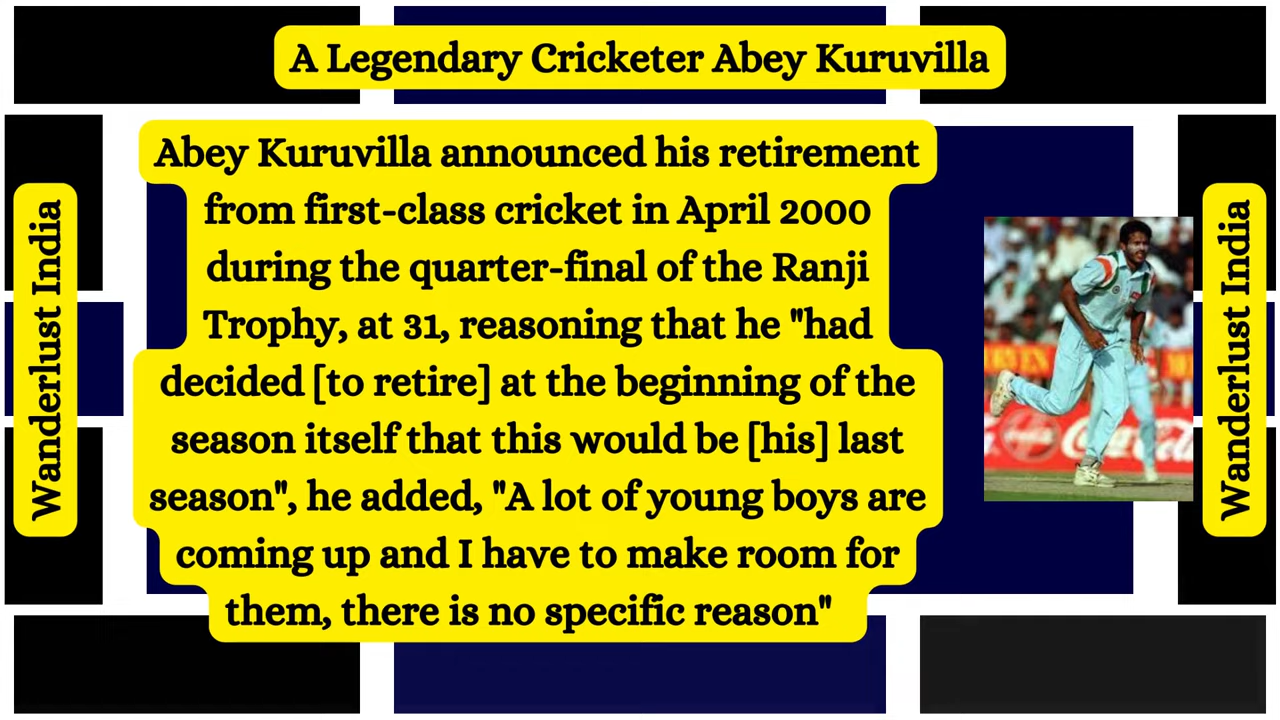 A Legendary Cricketer Abey Kuruvilla
Abey Kuruvilla announced his retirement
from first-class cricket in April 2000
during the quarter-final of the Ranji
Trophy, at 31, reasoning that he "had
decided [to retire] at the beginning of the
season itself that this would be [his] last
season", he added, "A lot of young boys are
coming up and I have to make room for
them, there is no specific reason"
Wanderlust India
Wanderlust India